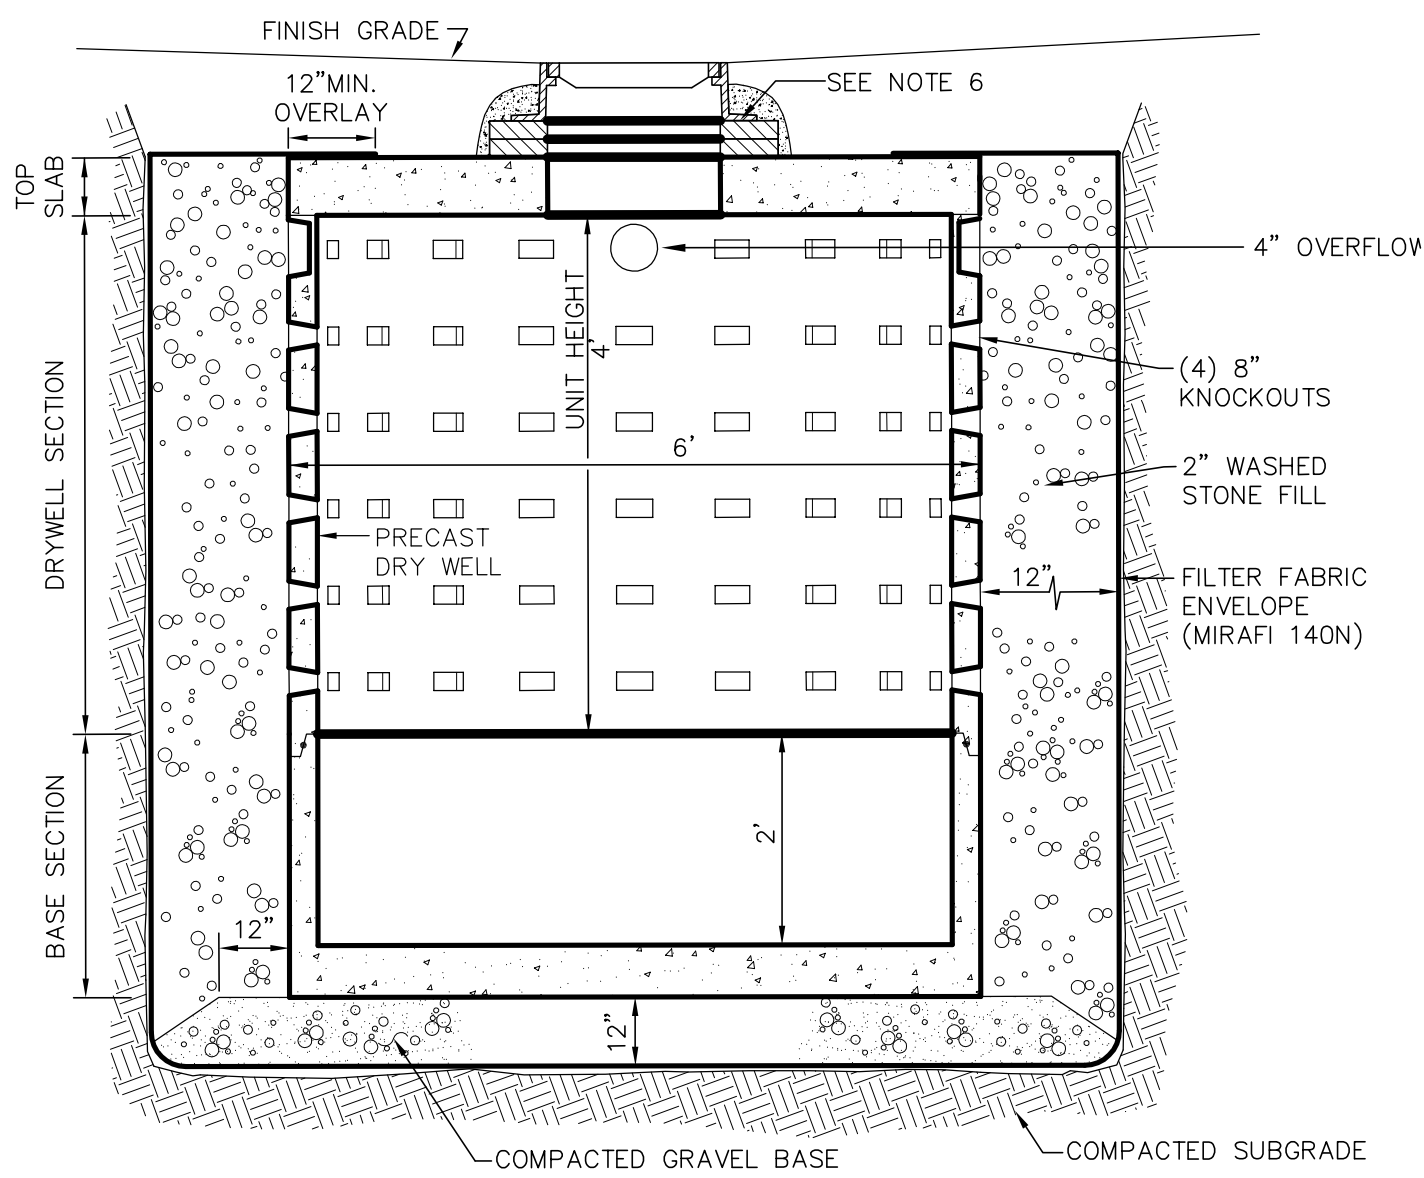 FINISH GRADE
12"MIN.
OVERLAY
SEE NOTE 6
TOP
SLAB
4" OVERFLOW
UNIT HEIGHT
4'
DRYWELL SECTION
(4) 8"
KNOCKOUTS
6'
2" WASHED
STONE FILL
PRECAST
DRY WELL
12"
FILTER FABRIC
ENVELOPE
(MIRAFI 140N)
BASE SECTION
2'
12"
12"
COMPACTED GRAVEL BASE
COMPACTED SUBGRADE